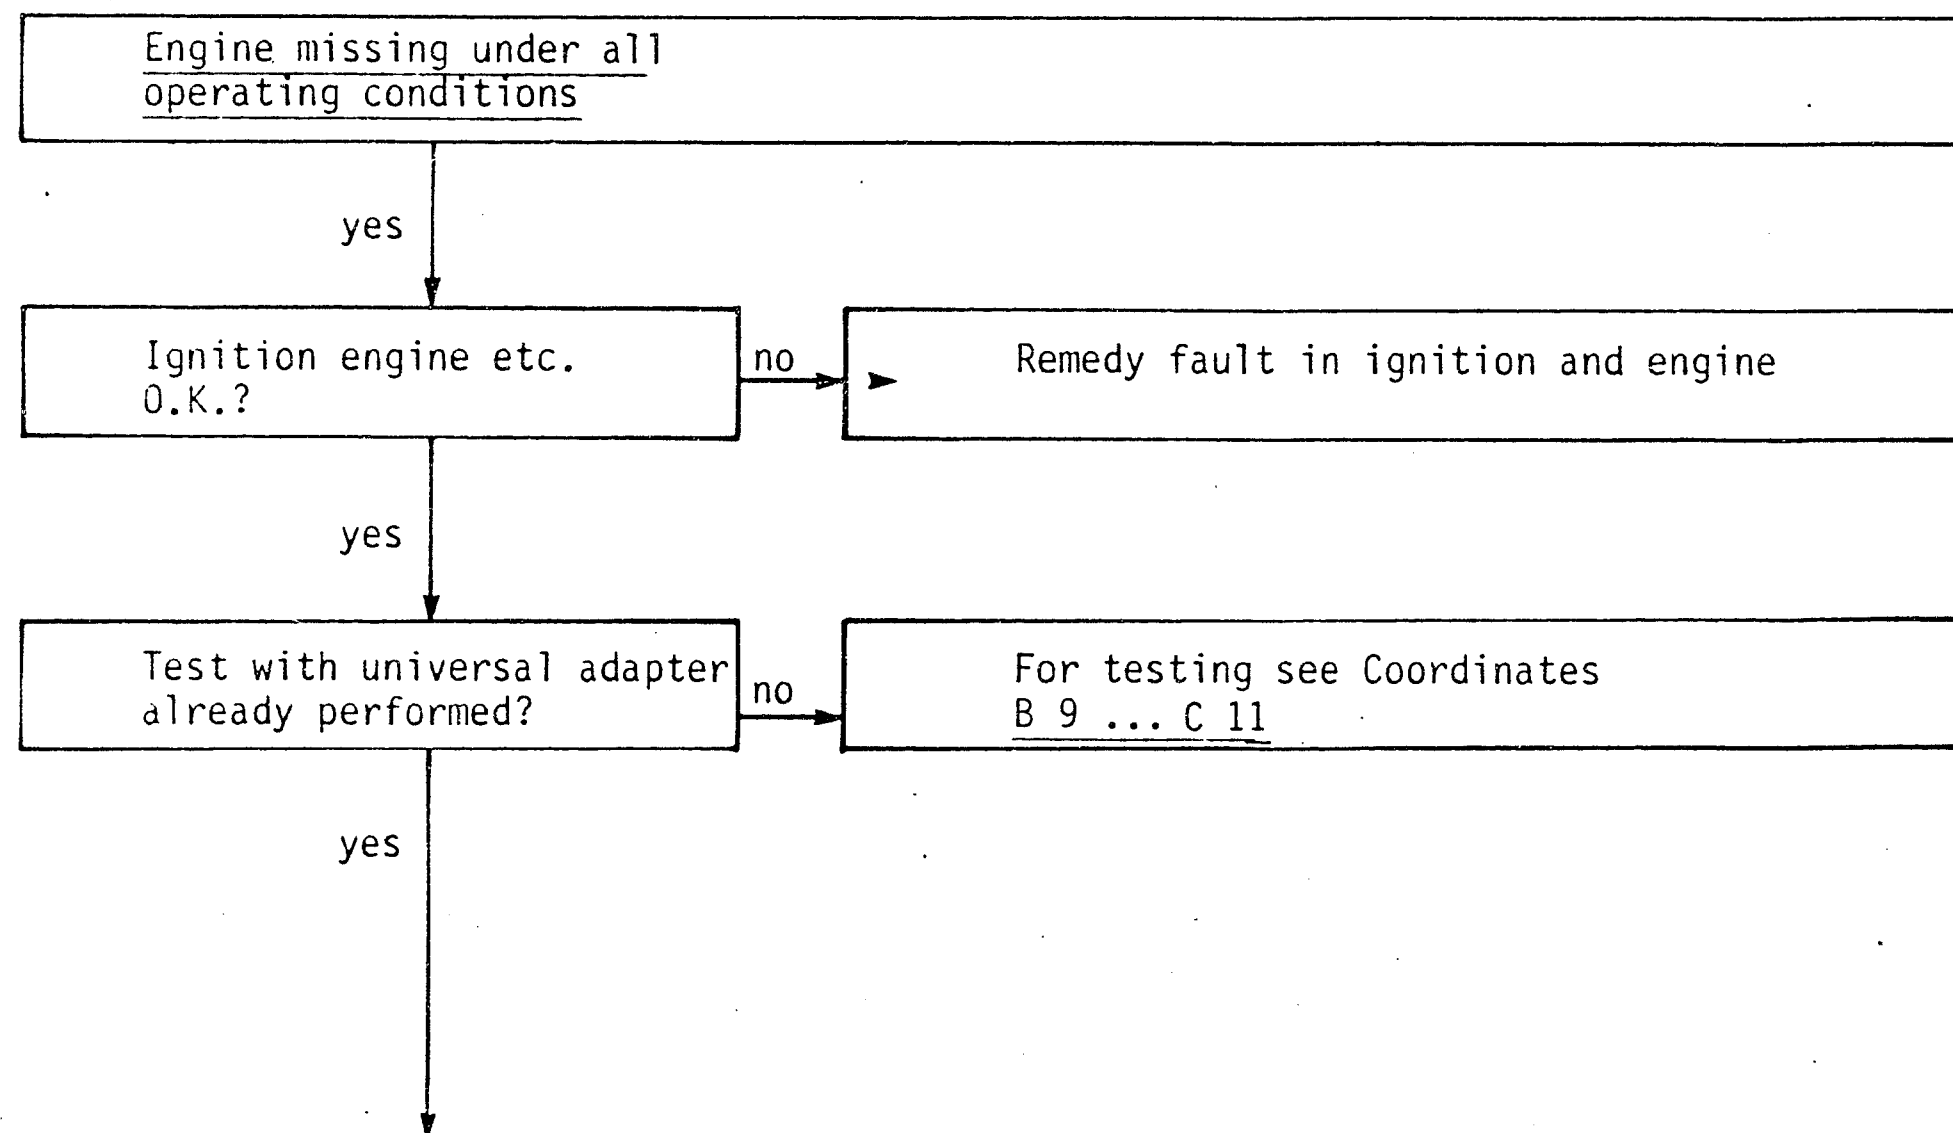 Engine missing under all
operating conditions
yes
Ignition engine etc.
O.K.?
no
Remedy fault in ignition and engine
yes
Test with universal adapter
already performed?
no
For testing see Coordinates
B 9 ... C 11
yes